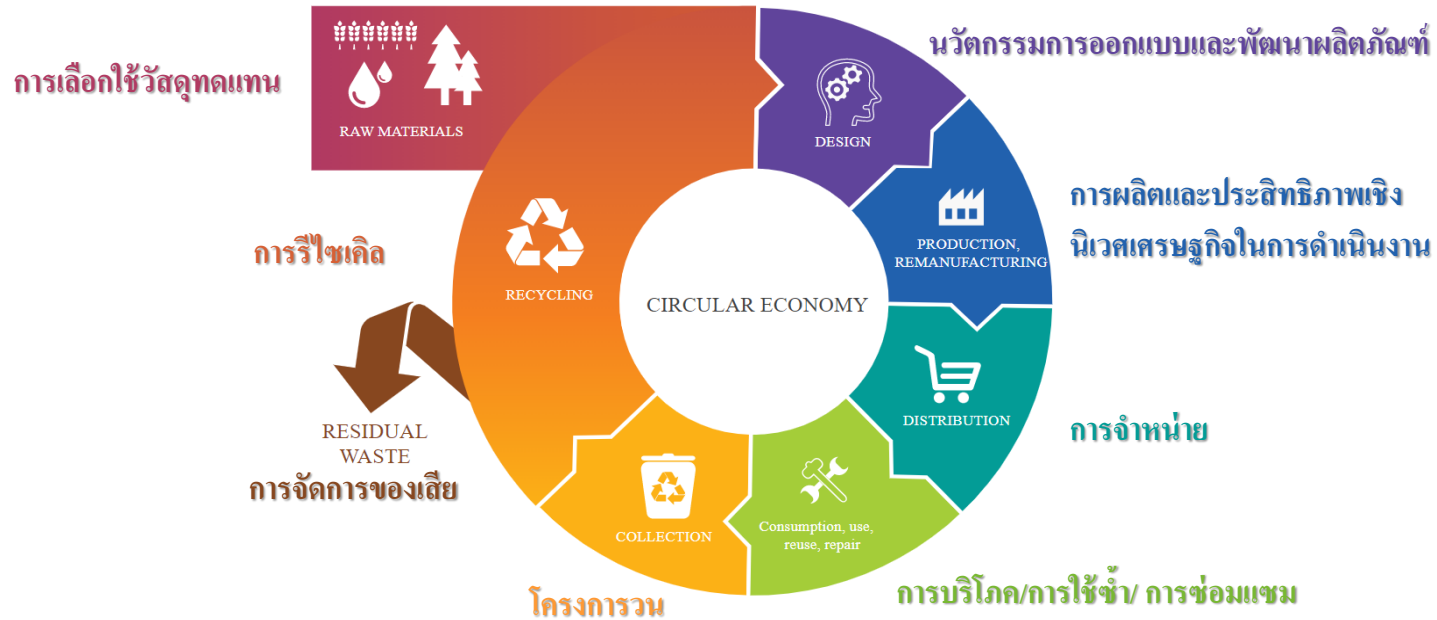 การเลือกใช้วัสดุทดแทน
RAW MATERIALS
นวัตกรรมการออกแบบและพัฒนาผลิตภัณฑ์
DESIGN
การผลิตและประสิทธิภาพเชิง
นิเวศเศรษฐกิจในการดำเนินงาน
PRODUCTION,
REMANUFACTURING
การรีไซเคิล
RECYCLING
CIRCULAR ECONOMY
DISTRIBUTION
การจำหน่าย
RESIDUAL
WASTE
การจัดการของเสีย
COLLECTION
Consumption, use,
reuse, repair
โครงการวน
การบริโภค/การใช้ซ้ำ/ การซ่อมแซม